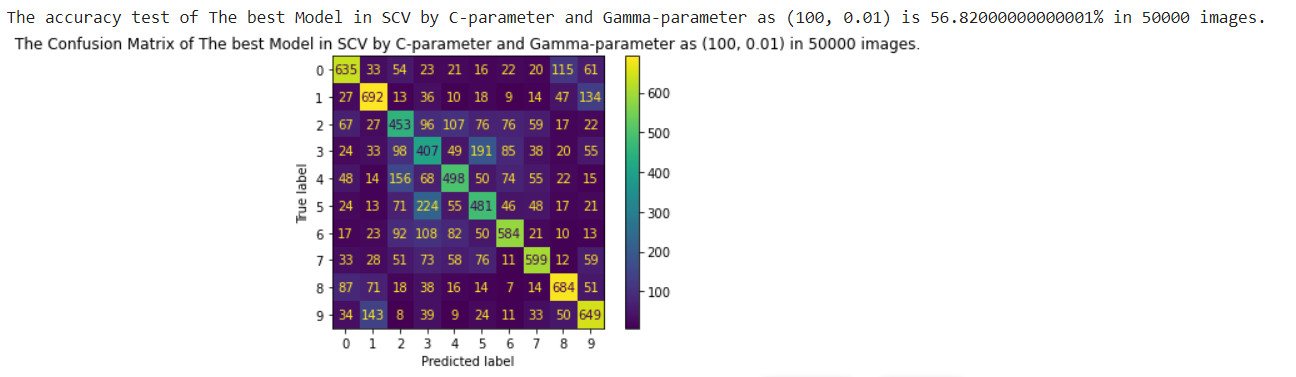 The accuracy test of The best Model in SCV by C-parameter and Gamma-parameter as (100, 0.01) is 56.82000000000001% in 50000 images.
The Confusion Matrix of The best Model in SCV by C-parameter and Gamma-parameter as (100, 0.01) in 50000 images.
0 635 33 54 23 21 16 22 20 115 61
1 27 692 13 36 10 18 9 14 47 134
2 67 27 453 96 107 76 76 59 17 22
3 24 33 98 407 49 191 85 38 20 55
4 48 14 156 68 498 50 74 55 22 15
5 24 13 71 224 55 481 46 48 17 21
6 17 23 92 108 82 50 584 21 10 13
7 33 28 51 73 58 76 11 599 12 59
8 87 71 18 38 16 14 7 14 684 51
9 34 143 8 39 9 24 11 33 50 649
0 1 2 3 4 5 6 7 8 9
Predicted label
True label
600
500
400
300
200
100